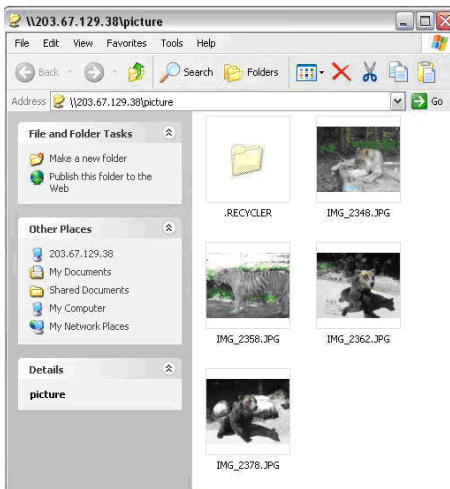 \\203.67.129.38\picture
File Edit View Favorites Tools Help
Back Search Folders
Address \\203.67.129.38\picture Go
File and Folder Tasks
Make a new folder
Publish this folder to the
Web
Other Places
203.67.129.38
My Documents
Shared Documents
My Computer
My Network Places
Details
picture
.RECYCLER IMG_2348.JPG
IMG_2358.JPG IMG_2362.JPG
IMG_2378.JPG